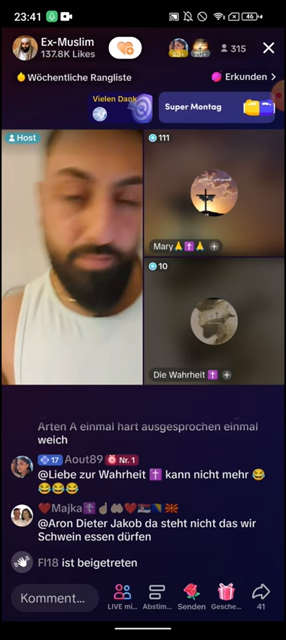 23:41
46
Ex-Muslim
137.8K Likes
315
Wöchentliche Rangliste
Erkunden >
Vielen Dank
Super Montag
Host
111
Mary🙏✝️🙏 +
10
Die Wahrheit ✝️ +
Arten A einmal hart ausgesprochen einmal
weich
17 Aout89 Nr. 1
@Liebe zur Wahrheit ✝️ kann nicht mehr 😂
😂😂😂
@Aron Dieter Jakob da steht nicht das wir
Schwein essen dürfen
Fl18 ist beigetreten
Komment...
LIVE mi...
Abstim...
Senden
Gesche...
41